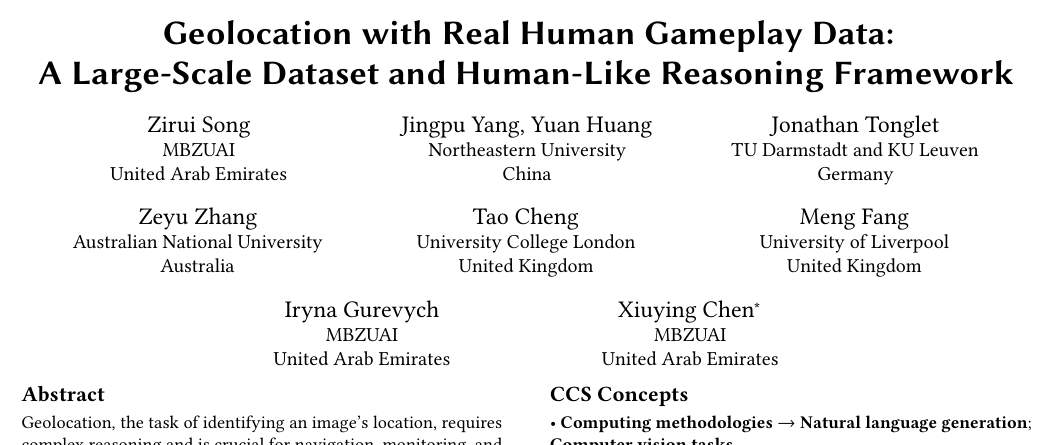 Geolocation with Real Human Gameplay Data:
A Large-Scale Dataset and Human-Like Reasoning Framework
Zirui Song
MBZUAI
United Arab Emirates
Jingpu Yang, Yuan Huang
Northeastern University
China
Jonathan Tonglet
TU Darmstadt and KU Leuven
Germany
Zeyu Zhang
Australian National University
Australia
Tao Cheng
University College London
United Kingdom
Meng Fang
University of Liverpool
United Kingdom
Iryna Gurevych
MBZUAI
United Arab Emirates
Xiuying Chen*
MBZUAI
United Arab Emirates
Abstract
Geolocation, the task of identifying an image's location, requires
complex reasoning and is crucial for navigation, monitoring, and
CCS Concepts
• Computing methodologies → Natural language generation;
Computer vision tasks